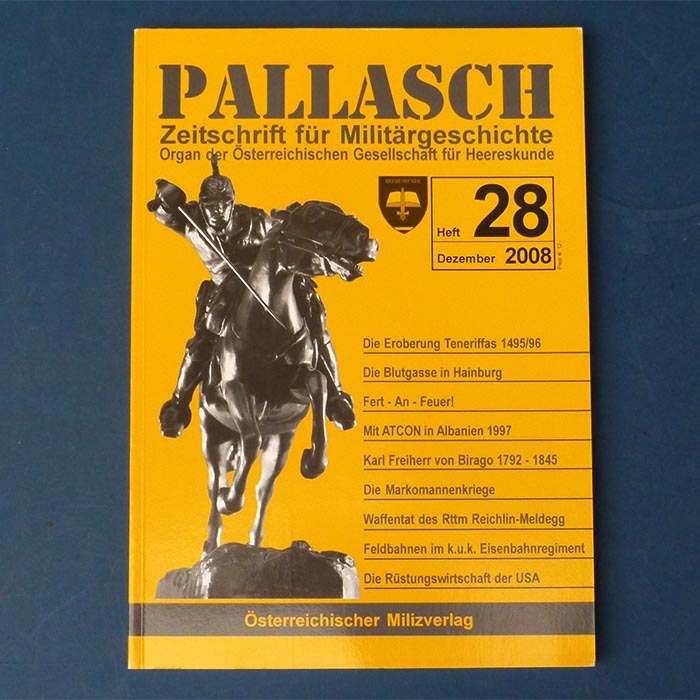 PALLASCH
Zeitschrift für Militärgeschichte
Organ der Österreichischen Gesellschaft für Heereskunde
Heft 28
Dezember 2008
Die Eroberung Teneriffas 1495/96
Die Blutgasse in Hainburg
Fert - An - Feuer!
Mit ATCON in Albanien 1997
Karl Freiherr von Birago 1792 - 1845
Die Markomannenkriege
Waffentat des Rttm Reichlin-Meldegg
Feldbahnen im k.u.k. Eisenbahnregiment
Die Rüstungswirtschaft der USA
Österreichischer Milizverlag